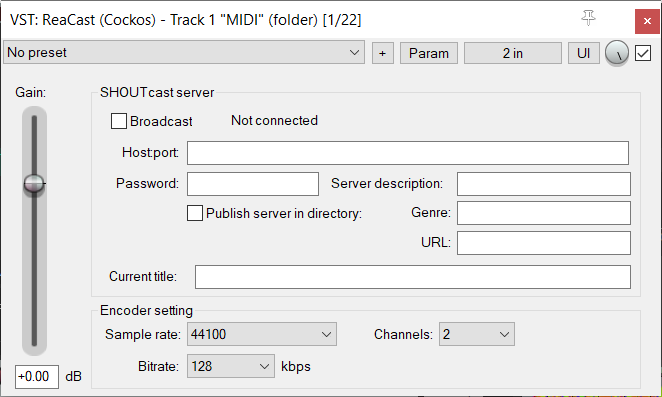 VST: ReaCast (Cockos) - Track 1 "MIDI" (folder) [1/22]
No preset + Param 2 in UI
Gain: SHOUTcast server
Broadcast Not connected
Host:port:
Password: Server description:
Publish server in directory: Genre:
URL:
Current title:
Encoder setting
Sample rate: 44100 Channels: 2
Bitrate: 128 kbps
+0.00 dB